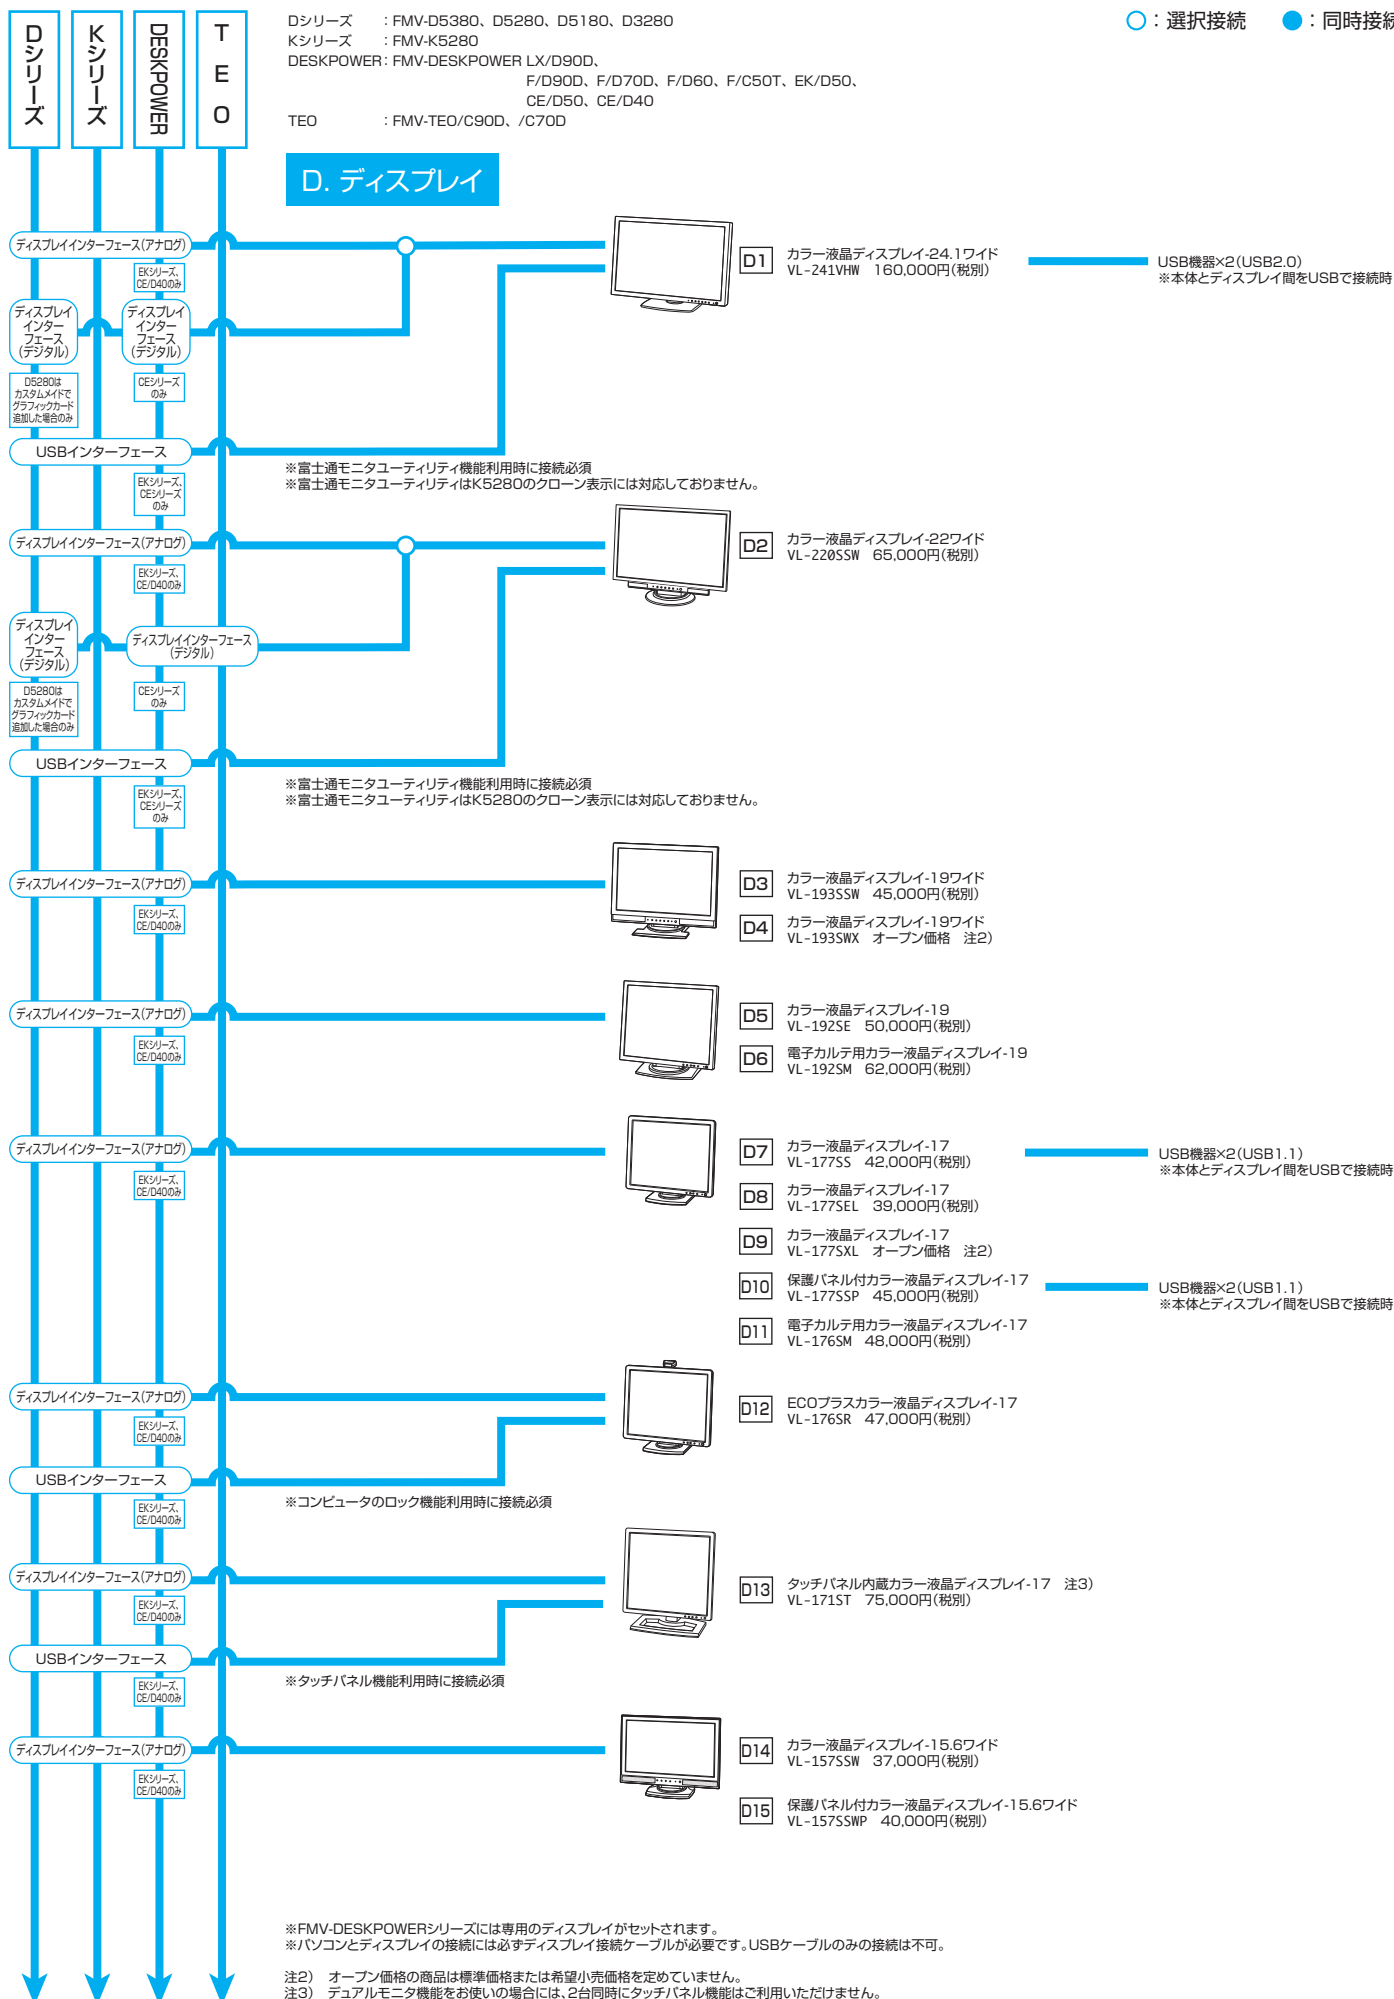 Dシリーズ
Kシリーズ
DESKPOWER
TEO
Dシリーズ ：FMV-D5380、D5280、D5180、D3280
Kシリーズ ：FMV-K5280
DESKPOWER：FMV-DESKPOWER LX/D90D、
F/D90D、F/D70D、F/D60、F/C50T、EK/D50、
CE/D50、CE/D40
TEO ：FMV-TEO/C90D、/C70D
○：選択接続 ●：同時接続
D. ディスプレイ
ディスプレイインターフェース(アナログ)
EKシリーズ、
CE/D40のみ
ディスプレイ
インター
フェース
(デジタル)
ディスプレイ
インター
フェース
(デジタル)
D5280は
カスタムメイドで
グラフィックカード
追加した場合のみ
CEシリーズ
のみ
USBインターフェース
EKシリーズ、
CEシリーズ
のみ
D1 カラー液晶ディスプレイ-24.1ワイド
VL-241VHW 160,000円(税別)
USB機器×2(USB2.0)
※本体とディスプレイ間をUSBで接続時
※富士通モニタユーティリティ機能利用時に接続必須
※富士通モニタユーティリティはK5280のクローン表示には対応しておりません。
ディスプレイインターフェース(アナログ)
EKシリーズ、
CE/D40のみ
ディスプレイ
インター
フェース
(デジタル)
ディスプレイインターフェース
(デジタル)
D5280は
カスタムメイドで
グラフィックカード
追加した場合のみ
CEシリーズ
のみ
USBインターフェース
EKシリーズ、
CEシリーズ
のみ
D2 カラー液晶ディスプレイ-22ワイド
VL-220SSW 65,000円(税別)
※富士通モニタユーティリティ機能利用時に接続必須
※富士通モニタユーティリティはK5280のクローン表示には対応しておりません。
ディスプレイインターフェース(アナログ)
EKシリーズ、
CE/D40のみ
D3 カラー液晶ディスプレイ-19ワイド
VL-193SSW 45,000円(税別)
D4 カラー液晶ディスプレイ-19ワイド
VL-193SWX オープン価格 注2)
ディスプレイインターフェース(アナログ)
EKシリーズ、
CE/D40のみ
D5 カラー液晶ディスプレイ-19
VL-192SE 50,000円(税別)
D6 電子カルテ用カラー液晶ディスプレイ-19
VL-192SM 62,000円(税別)
ディスプレイインターフェース(アナログ)
EKシリーズ、
CE/D40のみ
D7 カラー液晶ディスプレイ-17
VL-177SS 42,000円(税別)
USB機器×2(USB1.1)
※本体とディスプレイ間をUSBで接続時
D8 カラー液晶ディスプレイ-17
VL-177SEL 39,000円(税別)
D9 カラー液晶ディスプレイ-17
VL-177SXL オープン価格 注2)
D10 保護パネル付カラー液晶ディスプレイ-17
VL-177SSP 45,000円(税別)
USB機器×2(USB1.1)
※本体とディスプレイ間をUSBで接続時
D11 電子カルテ用カラー液晶ディスプレイ-17
VL-176SM 48,000円(税別)
ディスプレイインターフェース(アナログ)
EKシリーズ、
CE/D40のみ
D12 ECOプラスカラー液晶ディスプレイ-17
VL-176SR 47,000円(税別)
USBインターフェース
EKシリーズ、
CE/D40のみ
※コンピュータのロック機能利用時に接続必須
ディスプレイインターフェース(アナログ)
EKシリーズ、
CE/D40のみ
D13 タッチパネル内蔵カラー液晶ディスプレイ-17 注3)
VL-171ST 75,000円(税別)
USBインターフェース
EKシリーズ、
CE/D40のみ
※タッチパネル機能利用時に接続必須
ディスプレイインターフェース(アナログ)
EKシリーズ、
CE/D40のみ
D14 カラー液晶ディスプレイ-15.6ワイド
VL-157SSW 37,000円(税別)
D15 保護パネル付カラー液晶ディスプレイ-15.6ワイド
VL-157SSWP 40,000円(税別)
※FMV-DESKPOWERシリーズには専用のディスプレイがセットされます。
※パソコンとディスプレイの接続には必ずディスプレイ接続ケーブルが必要です。USBケーブルのみの接続は不可。
注2) オープン価格の商品は標準価格または希望小売価格を定めていません。
注3) デュアルモニタ機能をお使いの場合には、2台同時にタッチパネル機能はご利用いただけません。